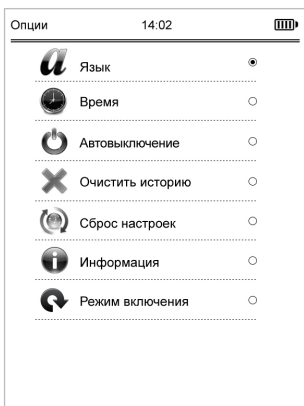 Опции 14:02
Язык
Время
Автовыключение
Очистить историю
Сброс настроек
Информация
Режим включения